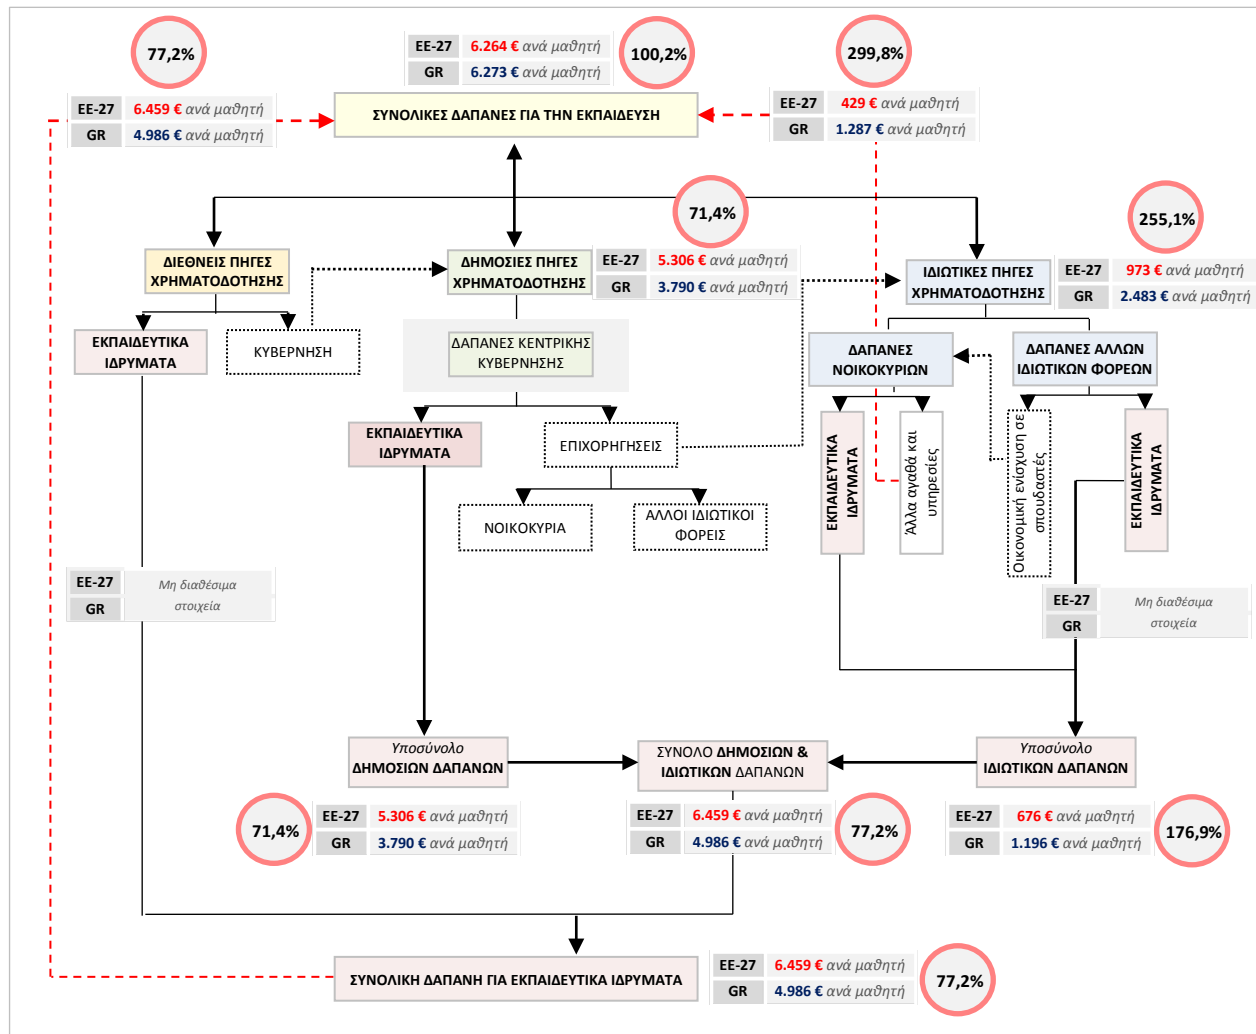 77,2%
ΕΕ-27 6.264 € ανά μαθητή
GR 6.273 € ανά μαθητή
100,2%
299,8%
ΕΕ-27 6.459 € ανά μαθητή
GR 4.986 € ανά μαθητή
ΣΥΝΟΛΙΚΕΣ ΔΑΠΑΝΕΣ ΓΙΑ ΤΗΝ ΕΚΠΑΙΔΕΥΣΗ
ΕΕ-27 429 € ανά μαθητή
GR 1.287 € ανά μαθητή
71,4%
255,1%
ΔΙΕΘΝΕΙΣ ΠΗΓΕΣ
ΧΡΗΜΑΤΟΔΟΤΗΣΗΣ
ΔΗΜΟΣΙΕΣ ΠΗΓΕΣ
ΧΡΗΜΑΤΟΔΟΤΗΣΗΣ
ΕΕ-27 5.306 € ανά μαθητή
GR 3.790 € ανά μαθητή
ΙΔΙΩΤΙΚΕΣ ΠΗΓΕΣ
ΧΡΗΜΑΤΟΔΟΤΗΣΗΣ
ΕΕ-27 973 € ανά μαθητή
GR 2.483 € ανά μαθητή
ΕΚΠΑΙΔΕΥΤΙΚΑ
ΙΔΡΥΜΑΤΑ
ΚΥΒΕΡΝΗΣΗ
ΔΑΠΑΝΕΣ ΚΕΝΤΡΙΚΗΣ
ΚΥΒΕΡΝΗΣΗΣ
ΔΑΠΑΝΕΣ
ΝΟΙΚΟΚΥΡΙΩΝ
ΔΑΠΑΝΕΣ ΑΛΛΩΝ
ΙΔΙΩΤΙΚΩΝ ΦΟΡΕΩΝ
ΕΚΠΑΙΔΕΥΤΙΚΑ
ΙΔΡΥΜΑΤΑ
ΕΠΙΧΟΡΗΓΗΣΕΙΣ
ΕΚΠΑΙΔΕΥΤΙΚΑ
ΙΔΡΥΜΑΤΑ
Άλλα αγαθά και
υπηρεσίες
Οικονομική ενίσχυση σε
σπουδαστές
ΕΚΠΑΙΔΕΥΤΙΚΑ
ΙΔΡΥΜΑΤΑ
ΝΟΙΚΟΚΥΡΙΑ
ΑΛΛΟΙ ΙΔΙΩΤΙΚΟΙ
ΦΟΡΕΙΣ
ΕΕ-27 Μη διαθέσιμα
GR στοιχεία
ΕΕ-27 Μη διαθέσιμα
GR στοιχεία
Υποσύνολο
ΔΗΜΟΣΙΩΝ ΔΑΠΑΝΩΝ
ΣΥΝΟΛΟ ΔΗΜΟΣΙΩΝ &
ΙΔΙΩΤΙΚΩΝ ΔΑΠΑΝΩΝ
Υποσύνολο
ΙΔΙΩΤΙΚΩΝ ΔΑΠΑΝΩΝ
71,4%
ΕΕ-27 5.306 € ανά μαθητή
GR 3.790 € ανά μαθητή
ΕΕ-27 6.459 € ανά μαθητή
GR 4.986 € ανά μαθητή
77,2%
ΕΕ-27 676 € ανά μαθητή
GR 1.196 € ανά μαθητή
176,9%
ΣΥΝΟΛΙΚΗ ΔΑΠΑΝΗ ΓΙΑ ΕΚΠΑΙΔΕΥΤΙΚΑ ΙΔΡΥΜΑΤΑ
ΕΕ-27 6.459 € ανά μαθητή
GR 4.986 € ανά μαθητή
77,2%